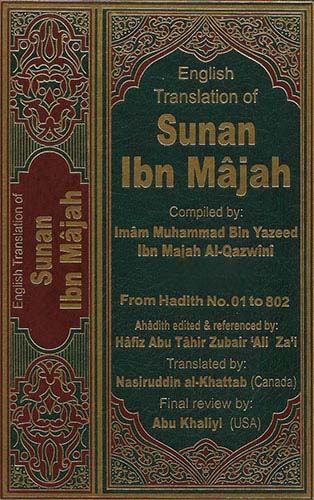 English Translation of
Sunan
Ibn Mâjah
English
Translation of
Sunan
Ibn Mâjah
Compiled by:
Imâm Muhammad Bin Yazeed
Ibn Majah Al-Qazwini
From Hadith No. 01 to 802
Ahâdith edited & referenced by:
Hâfiz Abu Tâhir Zubair 'Ali Za'i
Translated by:
Nasiruddin al-Khattab (Canada)
Final review by:
Abu Khaliyl (USA)